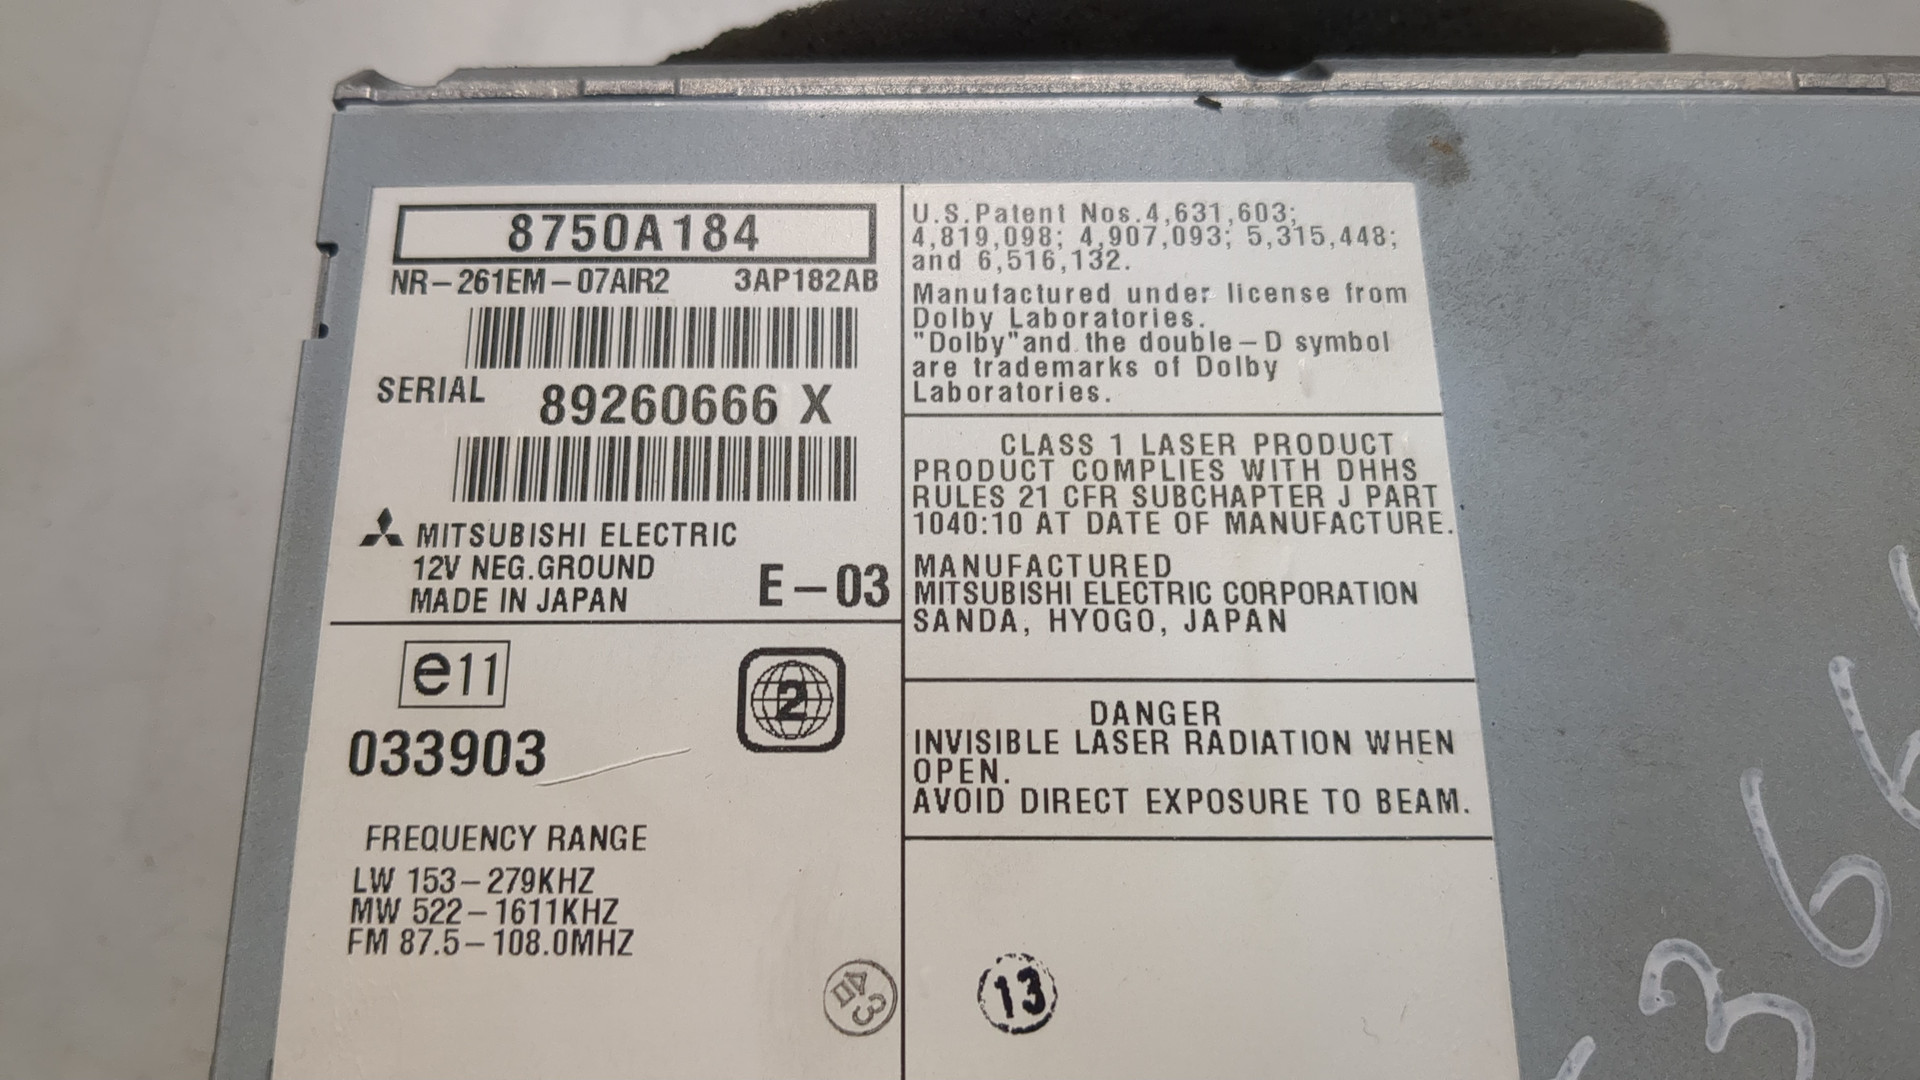 8750A184
NR-261EM-07AIR2 3AP182AB
SERIAL 89260666 X
MITSUBISHI ELECTRIC
12V NEG.GROUND
MADE IN JAPAN
E-03
e11
2
033903
FREQUENCY RANGE
LW 153-279KHZ
MW 522-1611KHZ
FM 87.5-108.0MHZ
U.S.Patent Nos.4,631,603;
4,819,098; 4,907,093; 5,315,448;
and 6,516,132.
Manufactured under license from
Dolby Laboratories.
"Dolby"and the double-D symbol
are trademarks of Dolby
Laboratories.
CLASS 1 LASER PRODUCT
PRODUCT COMPLIES WITH DHHS
RULES 21 CFR SUBCHAPTER J PART
1040:10 AT DATE OF MANUFACTURE.
MANUFACTURED
MITSUBISHI ELECTRIC CORPORATION
SANDA, HYOGO, JAPAN
DANGER
INVISIBLE LASER RADIATION WHEN
OPEN.
AVOID DIRECT EXPOSURE TO BEAM.
13
366